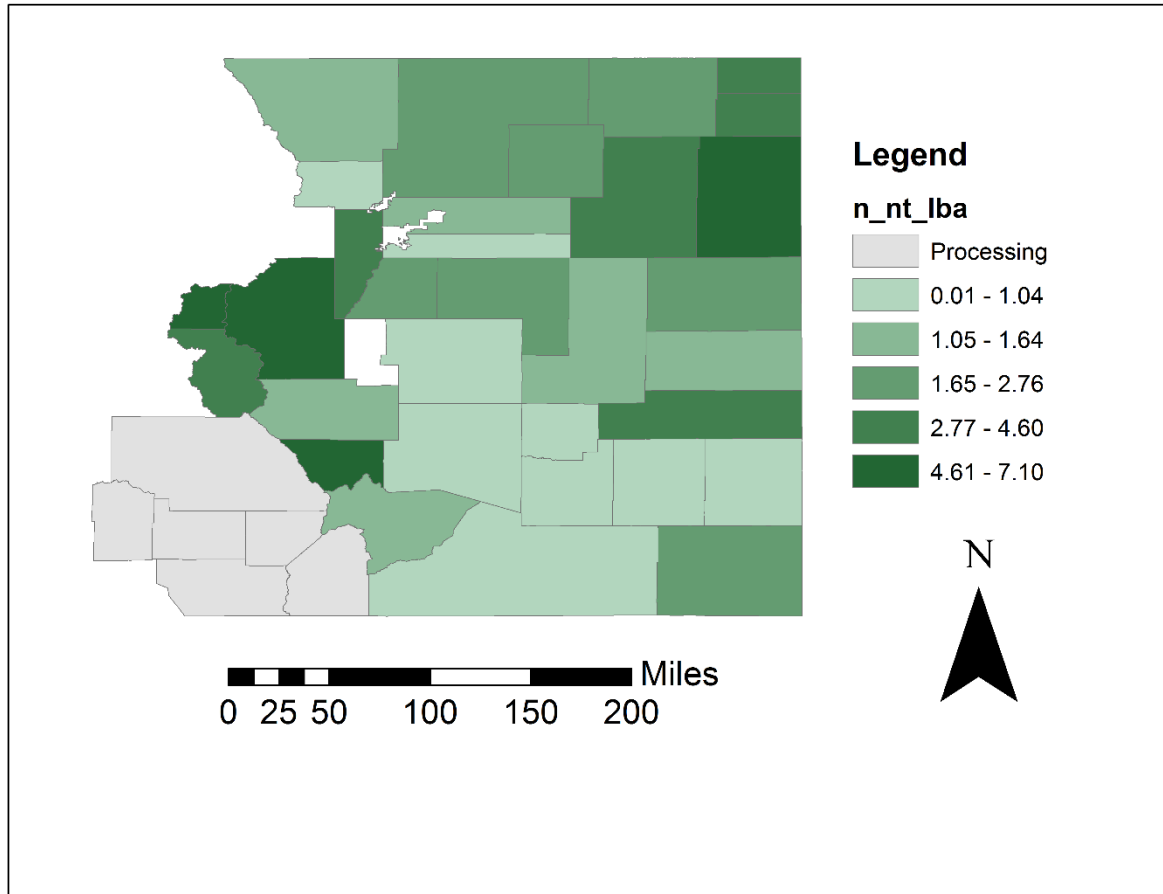 Legend
n_nt_lba
Processing
0.01 - 1.04
1.05 - 1.64
1.65 - 2.76
2.77 - 4.60
4.61 - 7.10
N
Miles
0 25 50 100 150 200